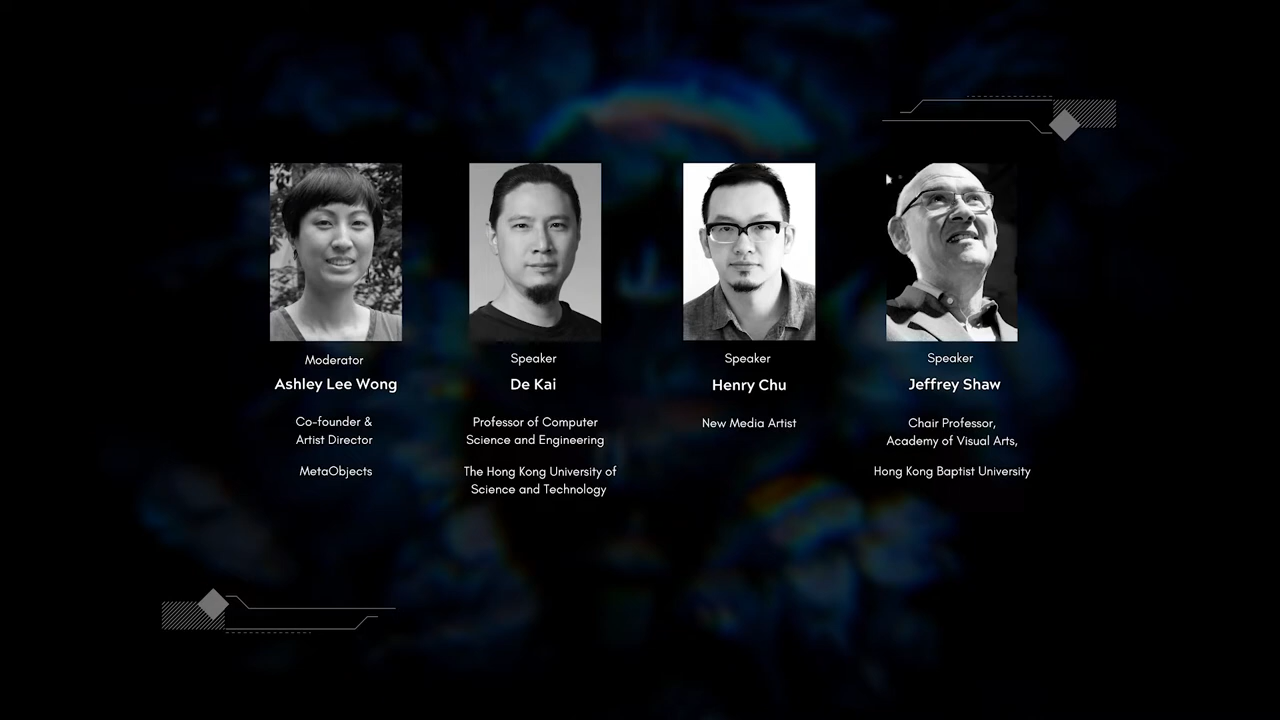 Moderator
Ashley Lee Wong
Co-founder &
Artist Director
MetaObjects
Speaker
De Kai
Professor of Computer
Science and Engineering
The Hong Kong University of
Science and Technology
Speaker
Henry Chu
New Media Artist
Speaker
Jeffrey Shaw
Chair Professor,
Academy of Visual Arts,
Hong Kong Baptist University